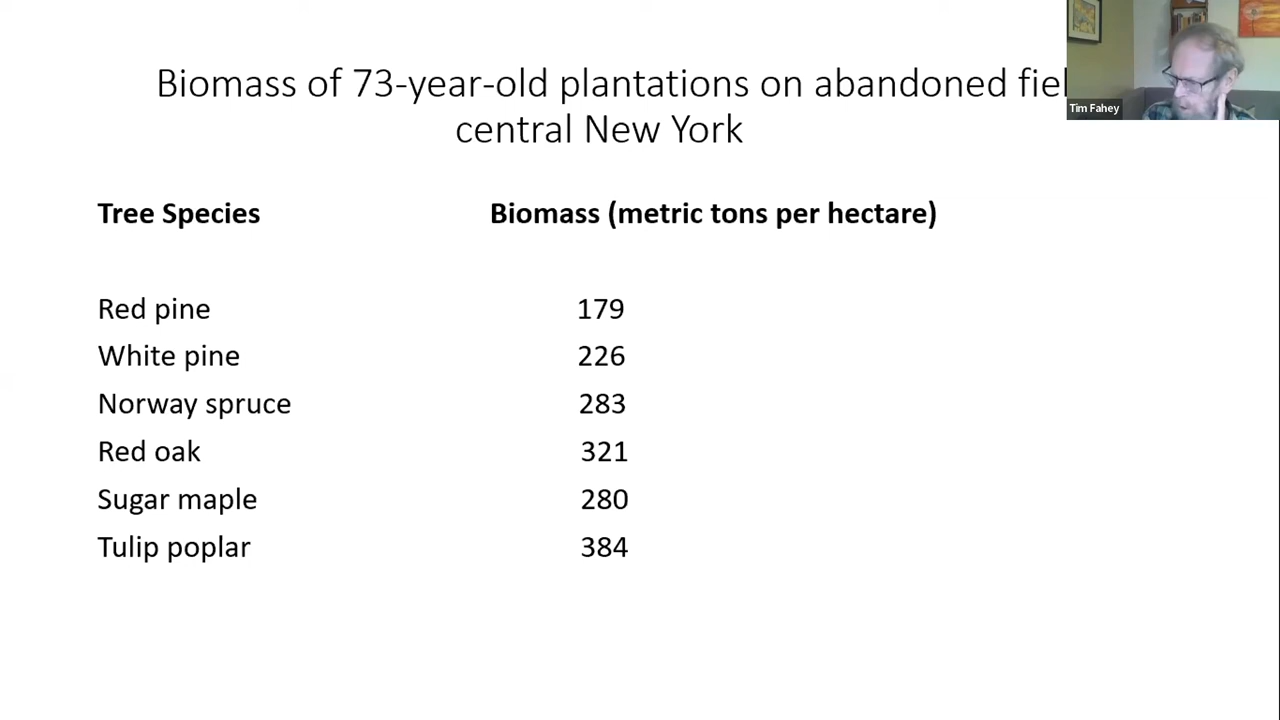 Biomass of 73-year-old plantations on abandoned
central New York
Tim Fahey
Tree Species Biomass (metric tons per hectare)
Red pine 179
White pine 226
Norway spruce 283
Red oak 321
Sugar maple 280
Tulip poplar 384